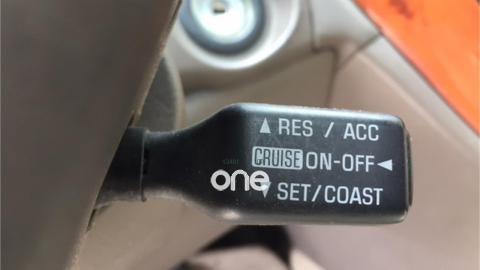 ▲ RES / ACC
CRUISE ON-OFF ◄
one
▼ SET/COAST